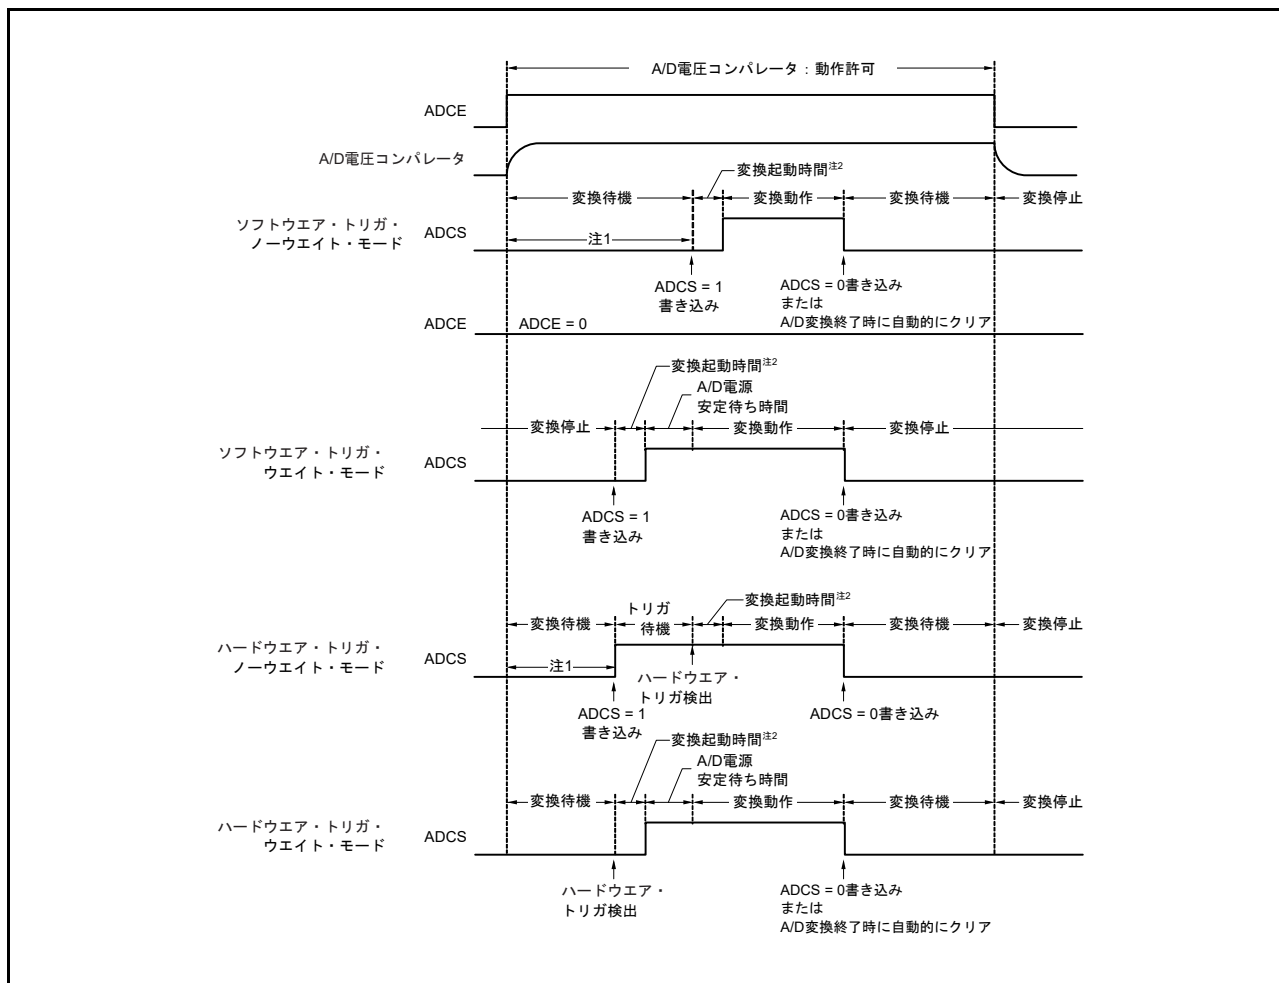 A/D電圧コンパレータ：動作許可
ADCE
A/D電圧コンパレータ
変換起動時間注2
変換待機
変換動作
変換待機
変換停止
ソフトウエア・トリガ・
ノーウエイト・モード
ADCS
注1
ADCS = 1
書き込み
ADCS = 0書き込み
または
A/D変換終了時に自動的にクリア
ADCE
ADCE = 0
変換起動時間注2
A/D電源
安定待ち時間
変換停止
変換動作
変換停止
ソフトウエア・トリガ・
ウエイト・モード
ADCS
ADCS = 1
書き込み
ADCS = 0書き込み
または
A/D変換終了時に自動的にクリア
変換起動時間注2
変換待機
トリガ
待機
変換動作
変換待機
変換停止
ハードウエア・トリガ・
ノーウエイト・モード
ADCS
注1
ハードウエア・
トリガ検出
ADCS = 1
書き込み
ADCS = 0書き込み
変換起動時間注2
A/D電源
安定待ち時間
変換待機
変換動作
変換待機
変換停止
ハードウエア・トリガ・
ウエイト・モード
ADCS
ハードウエア・
トリガ検出
ADCS = 0書き込み
または
A/D変換終了時に自動的にクリア